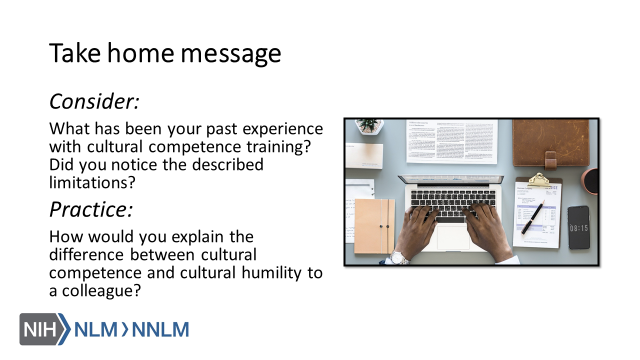 Take home message
Consider:
What has been your past experience
with cultural competence training?
Did you notice the described
limitations?
Practice:
How would you explain the
difference between cultural
competence and cultural humility to
a colleague?
08:15
NIH NLM NNLM